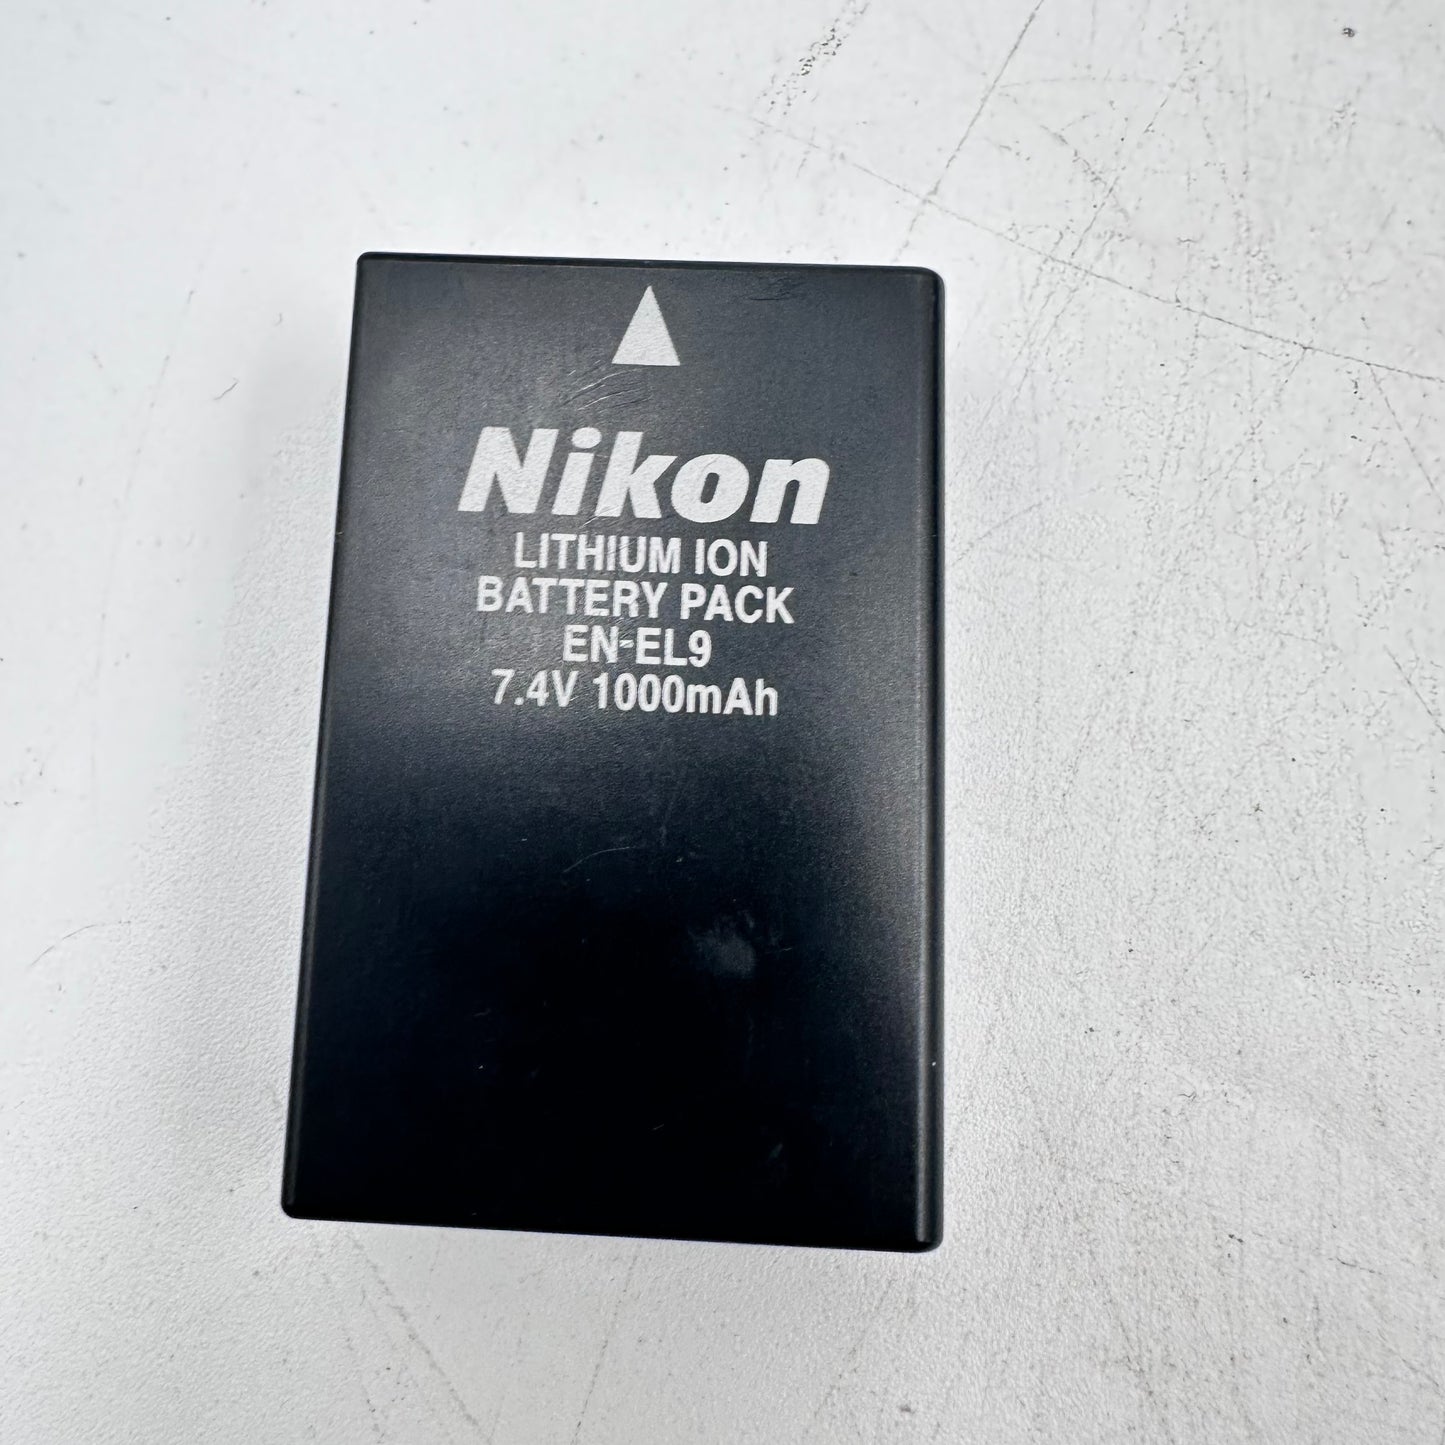 Nikon
LITHIUM ION
BATTERY PACK
EN-EL9
7.4V 1000mAh